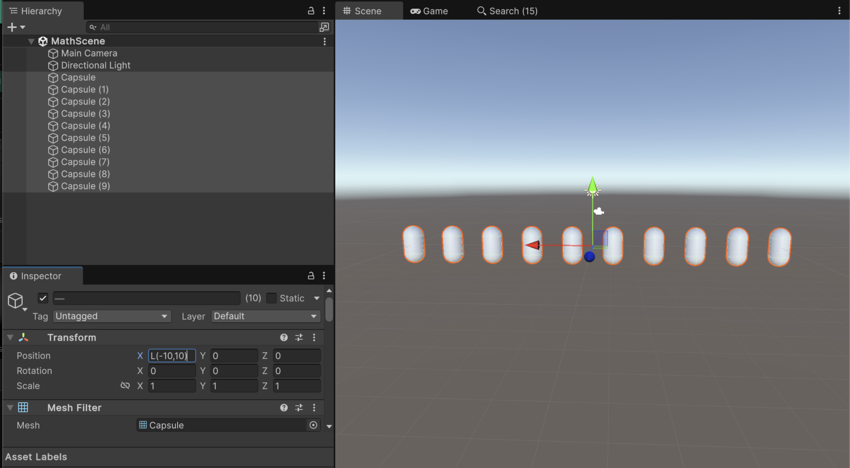 Hierarchy
All
MathScene
Main Camera
Directional Light
Capsule
Capsule (1)
Capsule (2)
Capsule (3)
Capsule (4)
Capsule (5)
Capsule (6)
Capsule (7)
Capsule (8)
Capsule (9)
Inspector
— (10) Static
Tag Untagged Layer Default
Transform
Position X L(-10,10) Y 0 Z 0
Rotation X 0 Y 0 Z 0
Scale X 1 Y 1 Z 1
Mesh Filter
Mesh Capsule
Asset Labels
Scene Game Search (15)